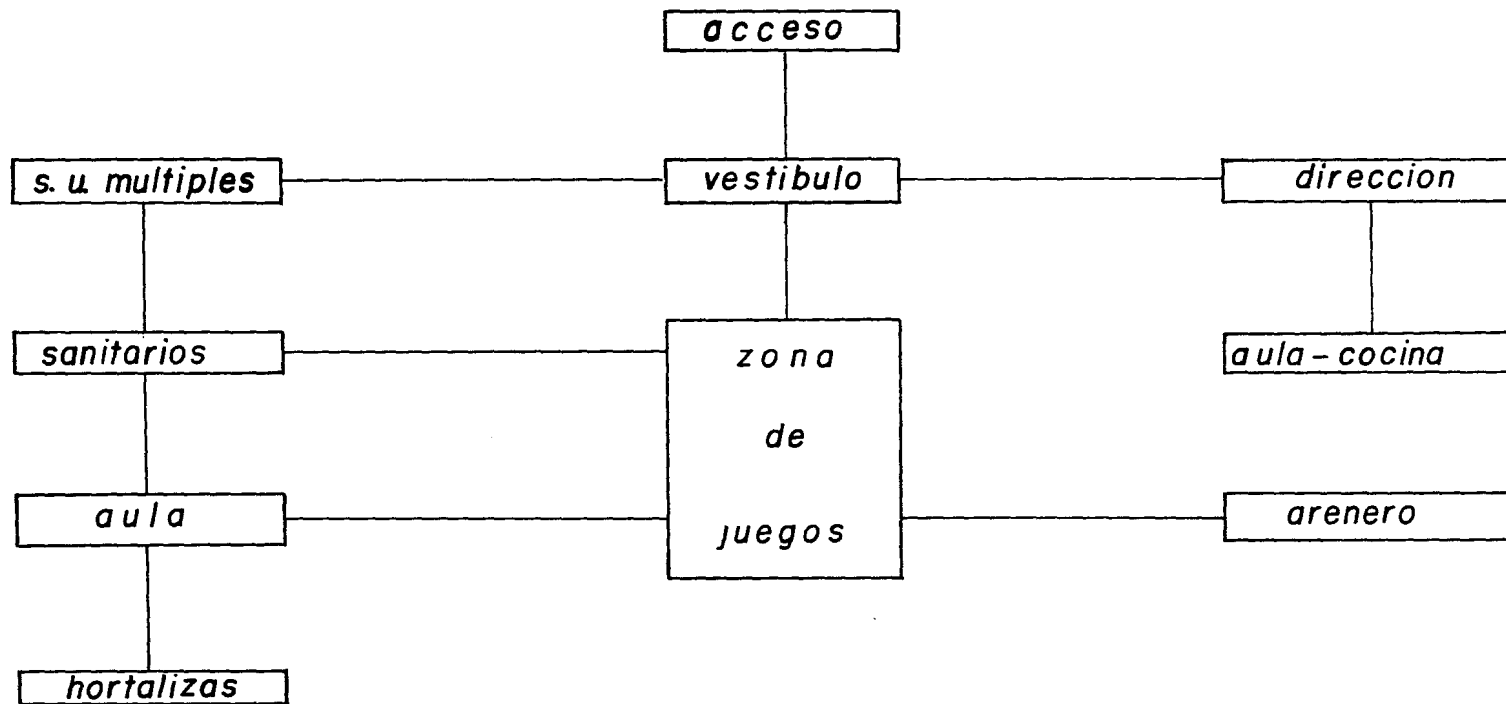 acceso
s. u. multiples
vestibulo
direccion
sanitarios
zona
de
juegos
aula-cocina
aula
arenero
hortalizas